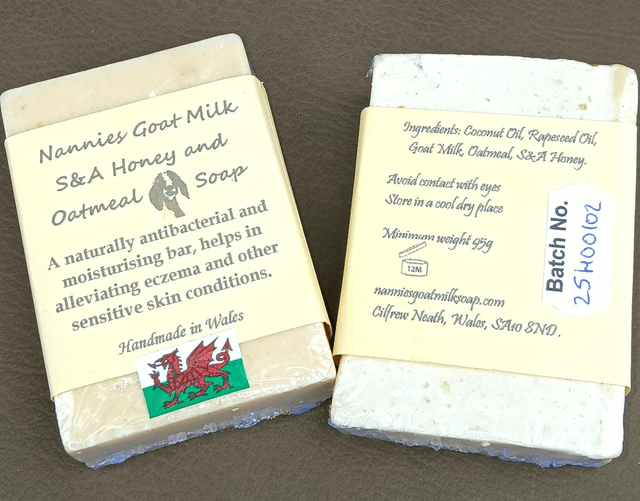 Nannies Goat Milk
S&A Honey and
Oatmeal Soap
A naturally antibacterial and
moisturising bar, helps in
alleviating eczema and other
sensitive skin conditions.
Handmade in Wales
Ingredients: Coconut Oil, Rapeseed Oil,
Goat Milk, Oatmeal, S&A Honey.
Avoid contact with eyes
Store in a cool dry place
Minimum weight 95g
12M
nanniesgoatmilksoap.com
Cilfrew Neath, Wales, SA10 8ND.
Batch No.
25H00102